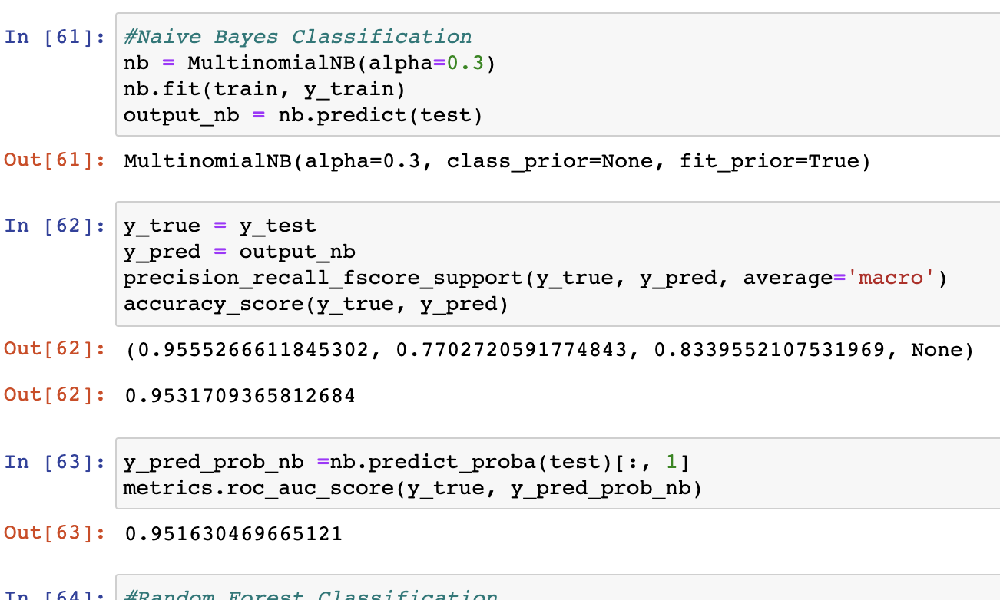 In [61]: #Naive Bayes Classification
nb = MultinomialNB(alpha=0.3)
nb.fit(train, y_train)
output_nb = nb.predict(test)
Out[61]: MultinomialNB(alpha=0.3, class_prior=None, fit_prior=True)
In [62]: y_true = y_test
y_pred = output_nb
precision_recall_fscore_support(y_true, y_pred, average='macro')
accuracy_score(y_true, y_pred)
Out[62]: (0.9555266611845302, 0.7702720591774843, 0.8339552107531969, None)
Out[62]: 0.9531709365812684
In [63]: y_pred_prob_nb =nb.predict_proba(test)[:, 1]
metrics.roc_auc_score(y_true, y_pred_prob_nb)
Out[63]: 0.951630469665121
In [64]: #Random Forest Classification